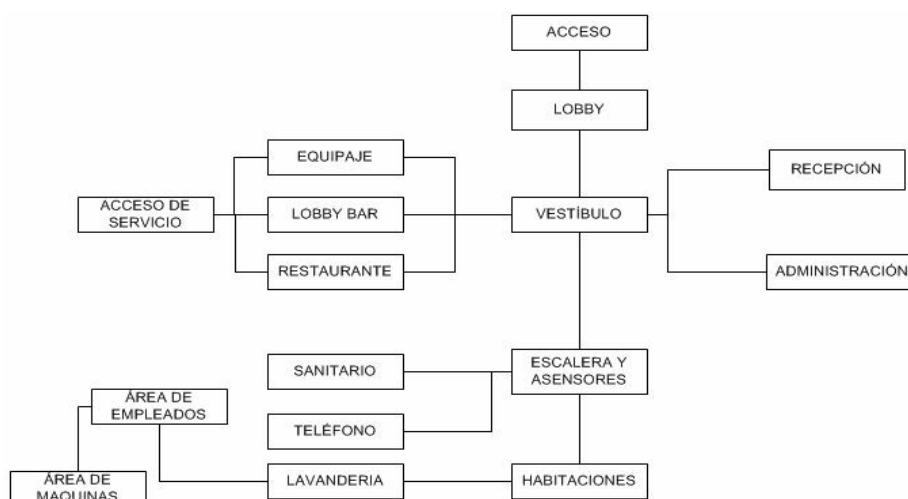 ACCESO
LOBBY
EQUIPAJE
RECEPCIÓN
ACCESO DE
SERVICIO
LOBBY BAR
VESTÍBULO
RESTAURANTE
ADMINISTRACIÓN
SANITARIO
ESCALERA Y
ASENSORES
ÁREA DE
EMPLEADOS
TELÉFONO
ÁREA DE
MAQUINAS
LAVANDERIA
HABITACIONES